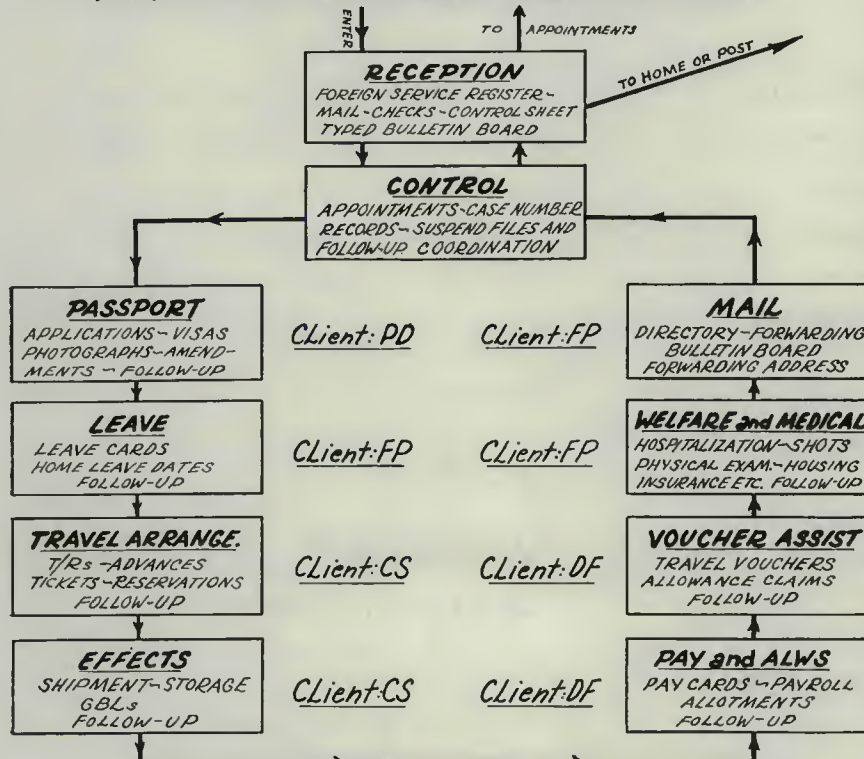 ENTER
TO APPOINTMENTS
TO HOME OR POST
RECEPTION
FOREIGN SERVICE REGISTER-
MAIL-CHECKS-CONTROL SHEET
TYPED BULLETIN BOARD
CONTROL
APPOINTMENTS-CASE NUMBER
RECORDS-SUSPEND FILES AND
FOLLOW-UP COORDINATION
PASSPORT
APPLICATIONS-VISAS
PHOTOGRAPHS-AMEND-
MENTS-FOLLOW-UP
CLient:PD
CLient:FP
MAIL
DIRECTORY-FORWARDING
BULLETIN BOARD
FORWARDING ADDRESS
LEAVE
LEAVE CARDS
HOME LEAVE DATES
FOLLOW-UP
CLient:FP
CLient:FP
WELFARE and MEDICAL
HOSPITALIZATION-SHOTS
PHYSICAL EXAM.-HOUSING
INSURANCE ETC. FOLLOW-UP
TRAVEL ARRANGE.
T/Rs-ADVANCES
TICKETS-RESERVATIONS
FOLLOW-UP
CLient:CS
CLient:DF
VOUCHER ASSIST
TRAVEL VOUCHERS
ALLOWANCE CLAIMS
FOLLOW-UP
EFFECTS
SHIPMENT-STORAGE
GBLs
FOLLOW-UP
CLient:CS
CLient:DF
PAY and ALWS
PAY CARDS-PAYROLL
ALLOTMENTS
FOLLOW-UP